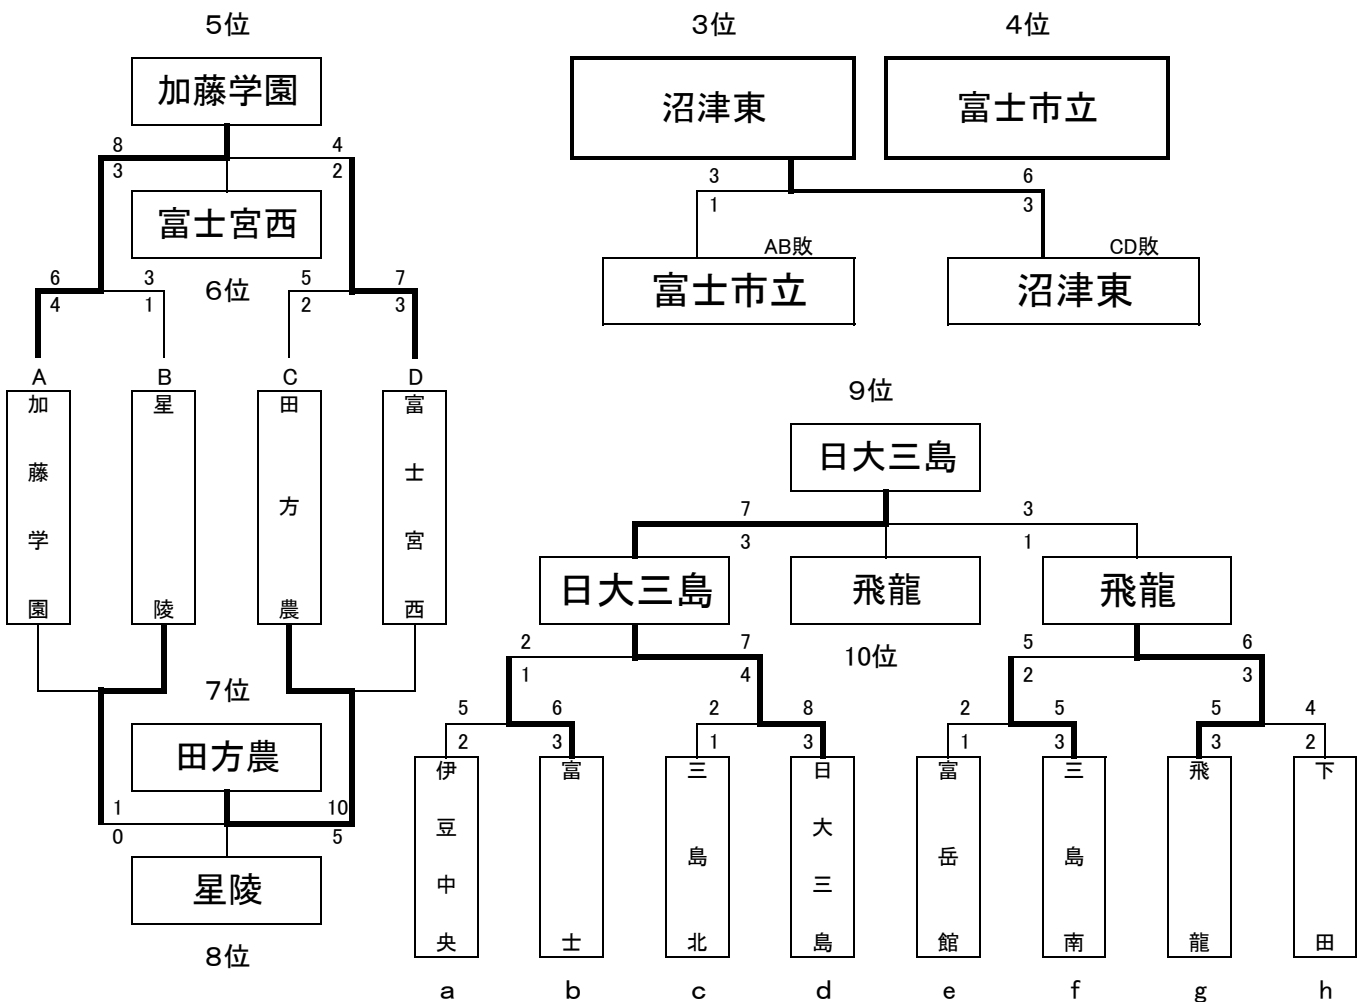 ５位
加藤学園
8 4
3 2
富士宮西
６位
6 3 5 7
4 1 2 3
A B C D
加藤学園
星陵
田方農
富士宮西
７位
田方農
1 10
0 5
星陵
８位
３位 ４位
沼津東 富士市立
3 6
1 3
AB敗 CD敗
富士市立 沼津東
９位
日大三島
7 3
3 1
日大三島 飛龍 飛龍
10位
2 7 5 6
1 4 2 3
5 6 2 8 2 5 5 4
2 3 1 3 1 3 3 2
伊豆中央
富士
三島北
日大三島
富岳館
三島南
飛龍
下田
a b c d e f g h